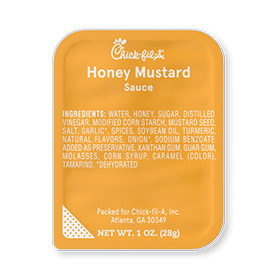 Chick-fil-A
Honey Mustard
Sauce
INGREDIENTS: WATER, HONEY, SUGAR, DISTILLED
VINEGAR, MODIFIED CORN STARCH, MUSTARD SEED,
SALT, GARLIC*, SPICES, SOYBEAN OIL, TURMERIC,
NATURAL FLAVORS, ONION*, SODIUM BENZOATE
ADDED AS PRESERVATIVE, XANTHAN GUM, GUAR GUM,
MOLASSES, CORN SYRUP, CARAMEL (COLOR),
TAMARIND. *DEHYDRATED
Packed for Chick-fil-A, Inc.
Atlanta, GA 30349
NET WT. 1 OZ. (28g)